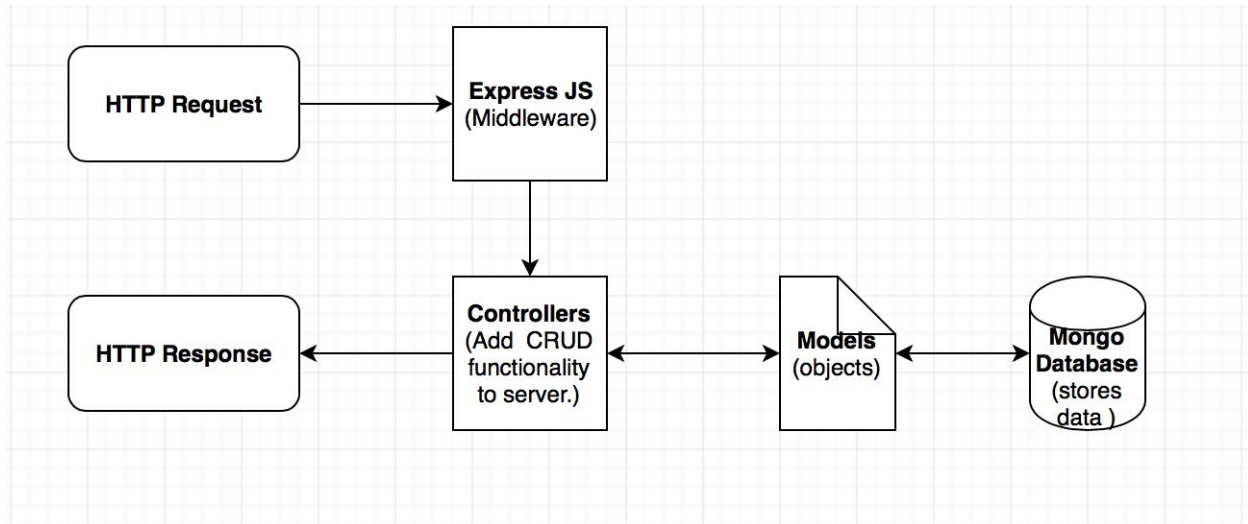 HTTP Request
Express JS
(Middleware)
HTTP Response
Controllers
(Add CRUD
functionality
to server.)
Models
(objects)
Mongo
Database
(stores
data )